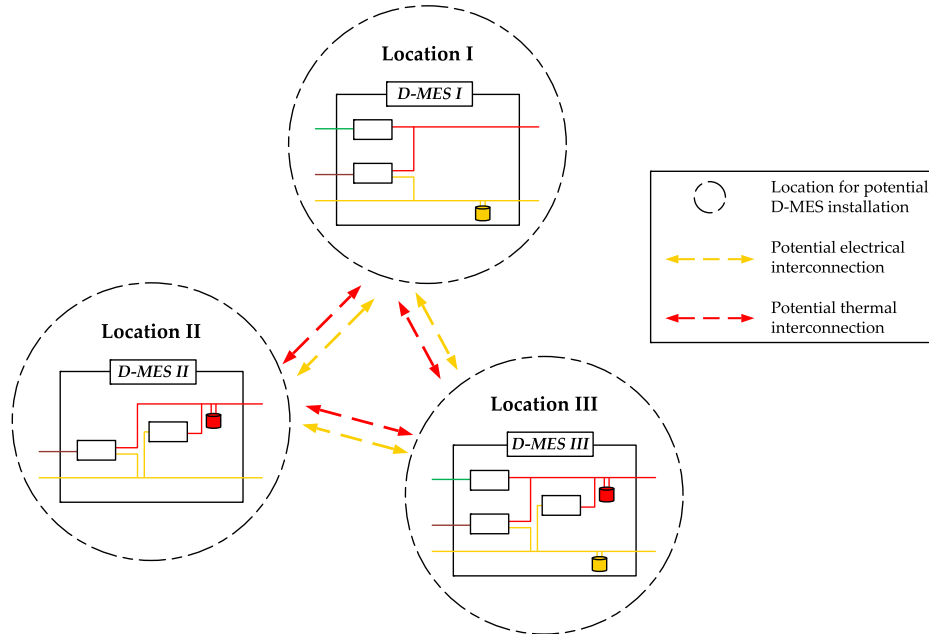 Location I
D-MES I
Location for potential
D-MES installation
Potential electrical
interconnection
Potential thermal
interconnection
Location II
D-MES II
Location III
D-MES III